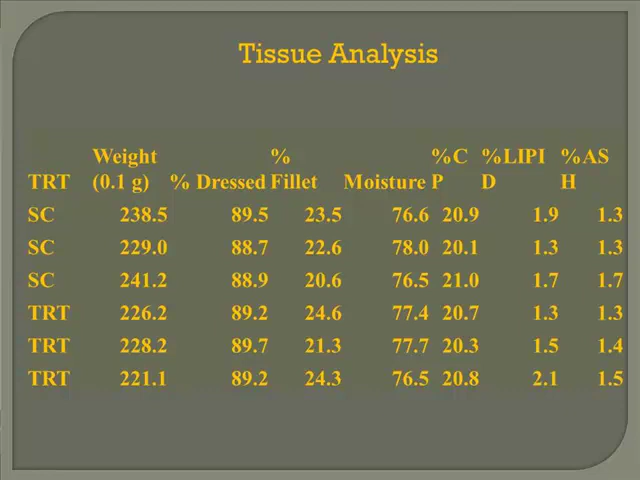 Tissue Analysis
TRT Weight (0.1 g) % Dressed % Fillet Moisture %C P %LIPI D %AS H
SC 238.5 89.5 23.5 76.6 20.9 1.9 1.3
SC 229.0 88.7 22.6 78.0 20.1 1.3 1.3
SC 241.2 88.9 20.6 76.5 21.0 1.7 1.7
TRT 226.2 89.2 24.6 77.4 20.7 1.3 1.3
TRT 228.2 89.7 21.3 77.7 20.3 1.5 1.4
TRT 221.1 89.2 24.3 76.5 20.8 2.1 1.5